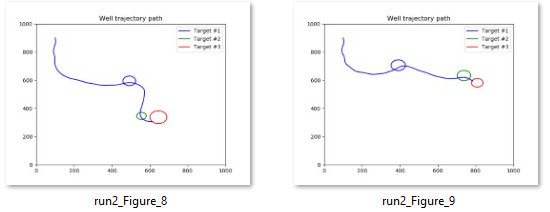 Well trajectory path
Target #1
Target #2
Target #3
1000
800
600
400
200
0
0 200 400 600 800 1000
run2_Figure_8
Well trajectory path
Target #1
Target #2
Target #3
1000
800
600
400
200
0
0 200 400 600 800 1000
run2_Figure_9